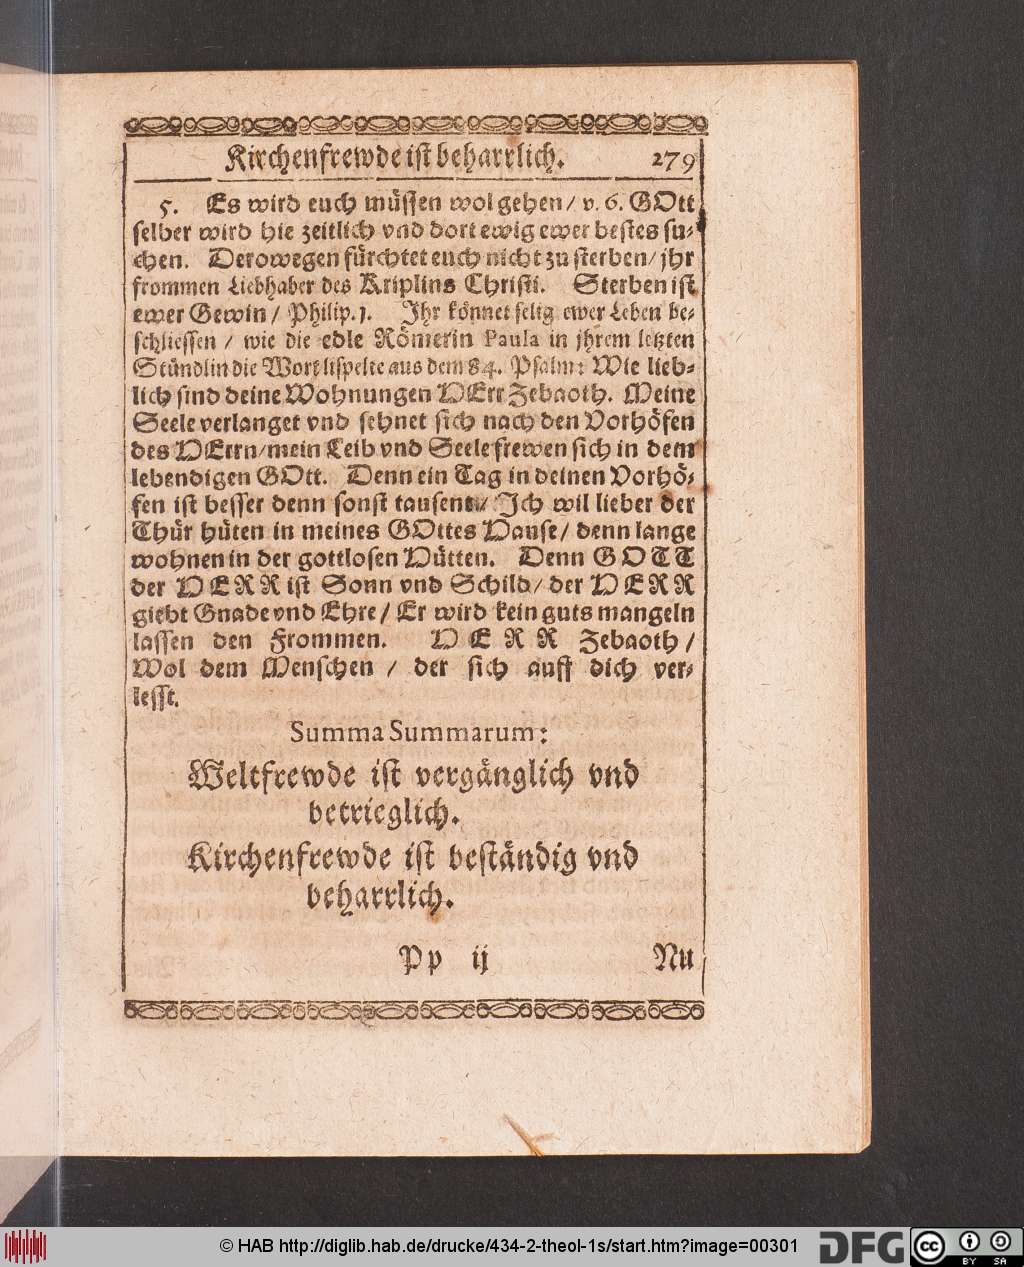 Kirchenfrewde ist beharrlich. 279
5. Es wird euch müssen wol gehen / v. 6. GOtt
selber wird hie zeitlich vnd dort ewig ewer bestes su-
chen. Derowegen fürchtet euch nicht zu sterben / jhr
frommen Liebhaber des Kriplins Christi. Sterben ist
ewer Gewin / Philip. 1. Jhr könnet selig ewer Leben be-
schliessen / wie die edle Römerin Paula in jhrem letzten
Stündlin die Wort lispelte aus dem 84. Psalm: Wie lieb-
lich sind deine Wohnungen HErr Zebaoth. Meine
Seele verlanget vnd sehnet sich nach den Vorhöfen
des HErrn / mein Leib vnd Seele frewen sich in dem
lebendigen GOtt. Denn ein Tag in deinen Vorhö-
fen ist besser denn sonst tausent / Jch wil lieber der
Thür hüten in meines GOttes Hause / denn lange
wohnen in der gottlosen Hütten. Denn GOTT
der HERR ist Sonn vnd Schild / der HERR
giebt Gnade vnd Ehre / Er wird kein guts mangeln
lassen den Frommen. HERR Zebaoth /
Wol dem Menschen / der sich auff dich ver-
lesst.
Summa Summarum:
Weltfrewde ist vergänglich vnd
betrieglich.
Kirchenfrewde ist beständig vnd
beharrlich.
Pp ij Nu
© HAB http://diglib.hab.de/drucke/434-2-theol-1s/start.htm?image=00301
DFG
cc BY SA